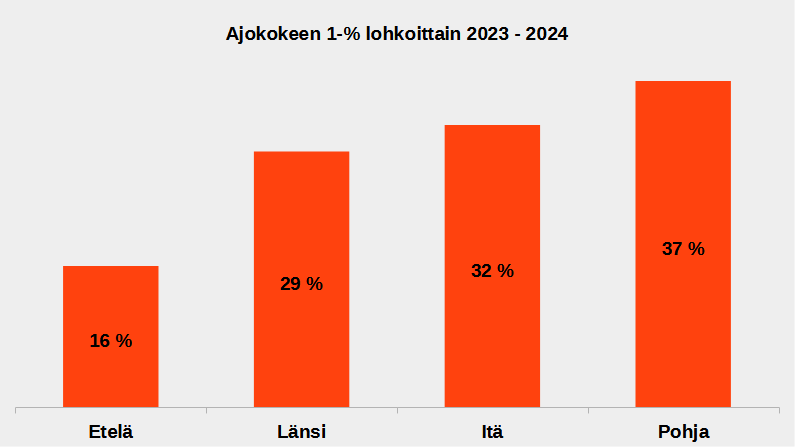 Ajokokeen 1-% lohkoittain 2023 - 2024
37 %
32 %
29 %
16 %
Etelä Länsi Itä Pohja